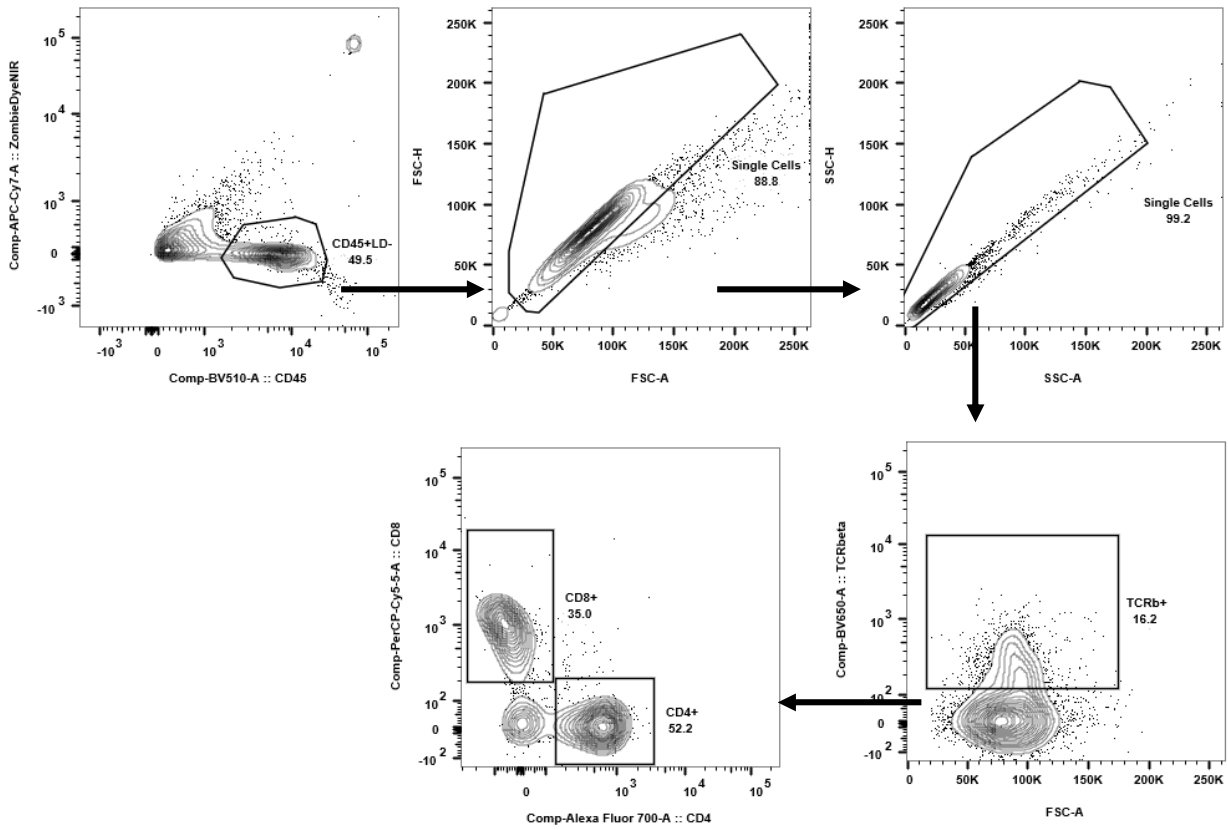 Comp-APC-Cy7-A :: ZombieDyeNIR
10^5
10^4
10^3
0
-10^3
CD45+LD-
49.5
-10^3 0 10^3 10^4 10^5
Comp-BV510-A :: CD45
FSC-H
250K
200K
150K
100K
50K
0
Single Cells
88.8
0 50K 100K 150K 200K 250K
FSC-A
SSC-H
250K
200K
150K
100K
50K
0
Single Cells
99.2
0 50K 100K 150K 200K 250K
SSC-A
Comp-PerCP-Cy5-5-A :: CD8
10^5
10^4
10^3
10^2
0
-10^2
CD8+
35.0
CD4+
52.2
0 10^3 10^4 10^5
Comp-Alexa Fluor 700-A :: CD4
Comp-BV650-A :: TCRbeta
10^5
10^4
10^3
10^2
0
-10^2
TCRb+
16.2
0 50K 100K 150K 200K 250K
FSC-A